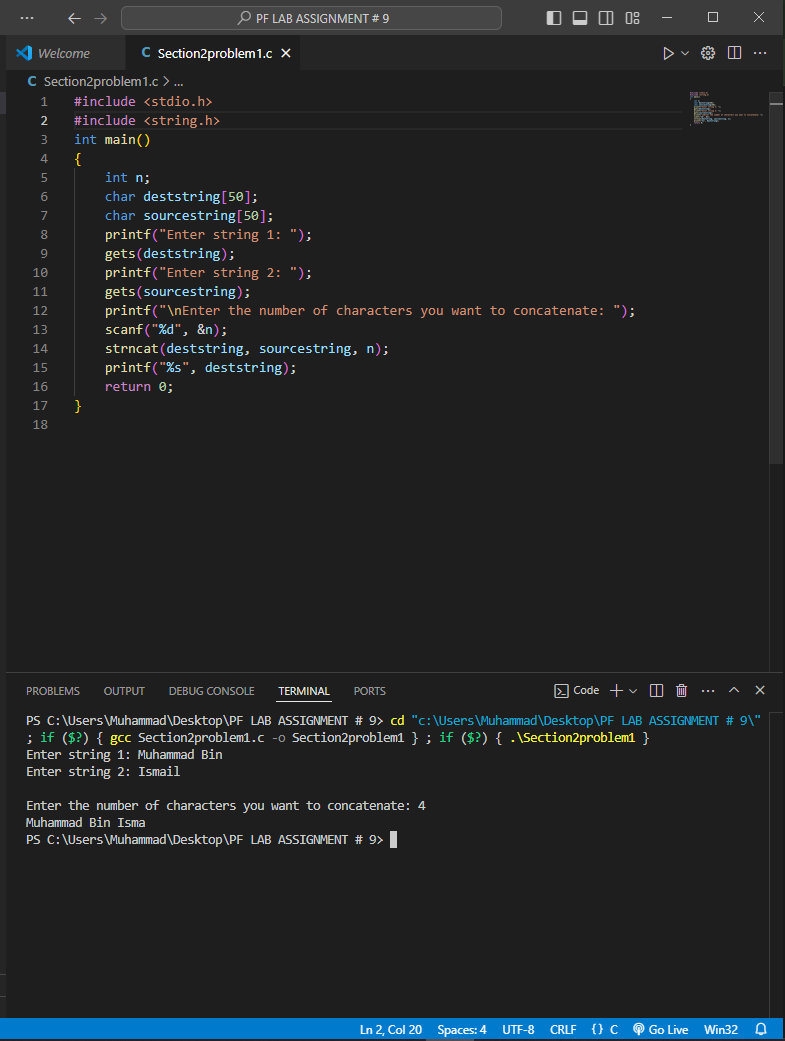 PF LAB ASSIGNMENT # 9
Welcome
C Section2problem1.c
C Section2problem1.c > ...
1 #include <stdio.h>
2 #include <string.h>
3 int main()
4 {
5     int n;
6     char deststring[50];
7     char sourcestring[50];
8     printf("Enter string 1: ");
9     gets(deststring);
10     printf("Enter string 2: ");
11     gets(sourcestring);
12     printf("\nEnter the number of characters you want to concatenate: ");
13     scanf("%d", &n);
14     strncat(deststring, sourcestring, n);
15     printf("%s", deststring);
16     return 0;
17 }
18
PROBLEMS OUTPUT DEBUG CONSOLE TERMINAL PORTS Code
PS C:\Users\Muhammad\Desktop\PF LAB ASSIGNMENT # 9> cd "c:\Users\Muhammad\Desktop\PF LAB ASSIGNMENT # 9\"
; if ($?) { gcc Section2problem1.c -o Section2problem1 } ; if ($?) { .\Section2problem1 }
Enter string 1: Muhammad Bin
Enter string 2: Ismail
Enter the number of characters you want to concatenate: 4
Muhammad Bin Isma
PS C:\Users\Muhammad\Desktop\PF LAB ASSIGNMENT # 9>
Ln 2, Col 20 Spaces: 4 UTF-8 CRLF {} C Go Live Win32